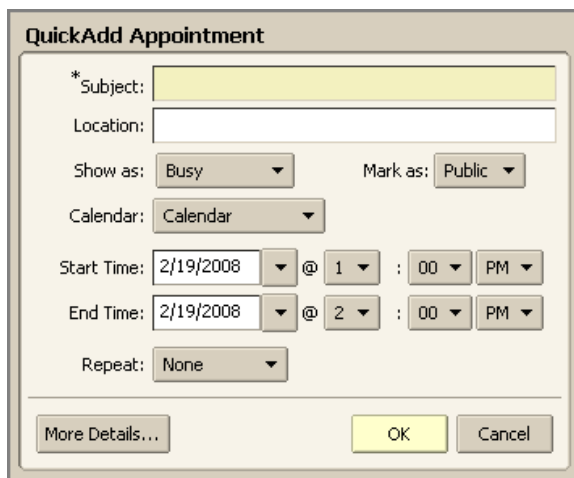 QuickAdd Appointment
*Subject:
Location:
Show as: Busy Mark as: Public
Calendar: Calendar
Start Time: 2/19/2008 @ 1 : 00 PM
End Time: 2/19/2008 @ 2 : 00 PM
Repeat: None
More Details... OK Cancel